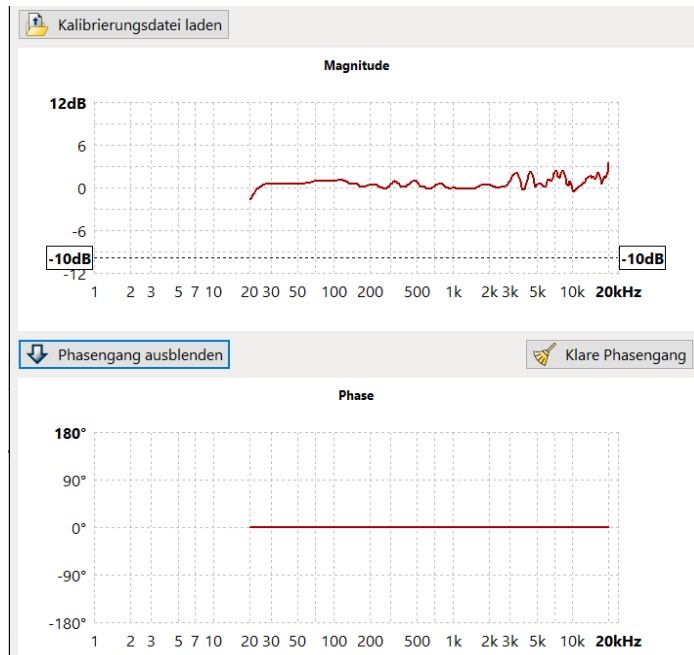 Kalibrierungsdatei laden
Magnitude
12dB
6
0
-6
-10dB -10dB
-12
1 2 3 5 7 10 20 30 50 100 200 500 1k 2k 3k 5k 10k 20kHz
Phasengang ausblenden Klare Phasengang
Phase
180°
90°
0°
-90°
-180°
1 2 3 5 7 10 20 30 50 100 200 500 1k 2k 3k 5k 10k 20kHz